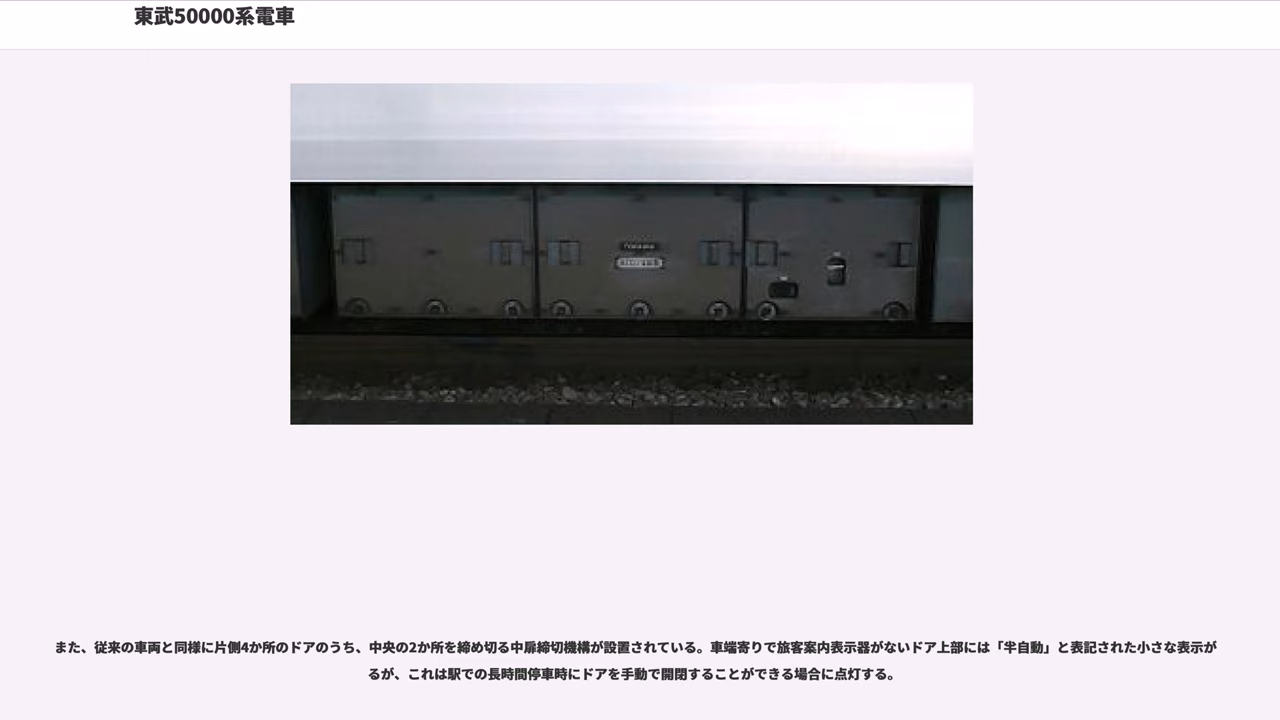 東武50000系電車
また、従来の車両と同様に片側4か所のドアのうち、中央の2か所を締め切る中扉締切機構が設置されている。車端寄りで旅客案内表示器がないドア上部には「半自動」と表記された小さな表示が
るが、これは駅での長時間停車時にドアを手動で開閉することができる場合に点灯する。